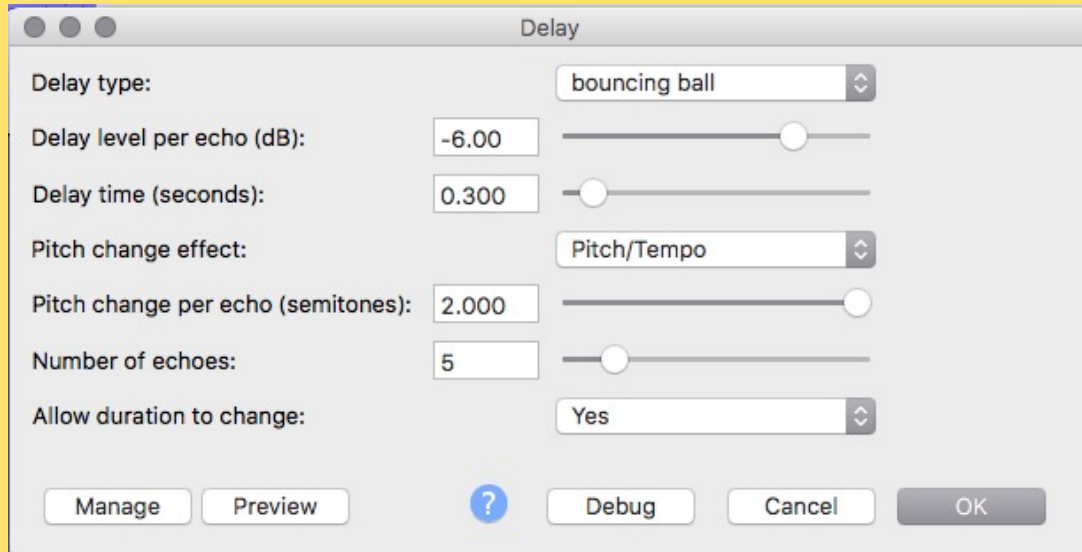 Delay
Delay type: bouncing ball
Delay level per echo (dB): -6.00
Delay time (seconds): 0.300
Pitch change effect: Pitch/Tempo
Pitch change per echo (semitones): 2.000
Number of echoes: 5
Allow duration to change: Yes
Manage Preview ? Debug Cancel OK